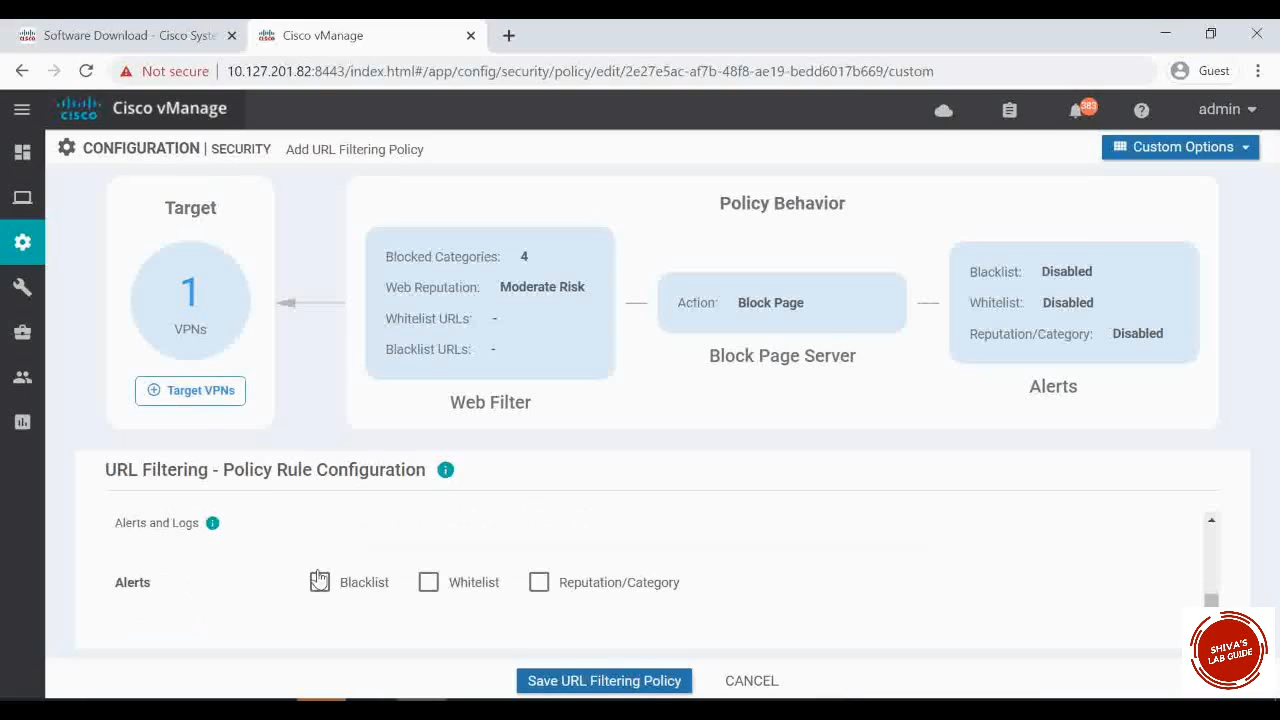 Software Download - Cisco Syste
Cisco vManage
Not secure
10.127.201.82:8443/index.html#/app/config/security/policy/edit/2e27e5ac-af7b-48f8-ae19-bedd6017b669/custom
Guest
cisco
Cisco vManage
383
admin
CONFIGURATION | SECURITY Add URL Filtering Policy
Custom Options
Target
1
VPNs
Target VPNs
Policy Behavior
Blocked Categories: 4
Web Reputation: Moderate Risk
Whitelist URLs: -
Blacklist URLs: -
Web Filter
Action: Block Page
Block Page Server
Blacklist: Disabled
Whitelist: Disabled
Reputation/Category: Disabled
Alerts
URL Filtering - Policy Rule Configuration
Alerts and Logs
Alerts
Blacklist
Whitelist
Reputation/Category
Save URL Filtering Policy
CANCEL
SHIVA'S
LAB GUIDE